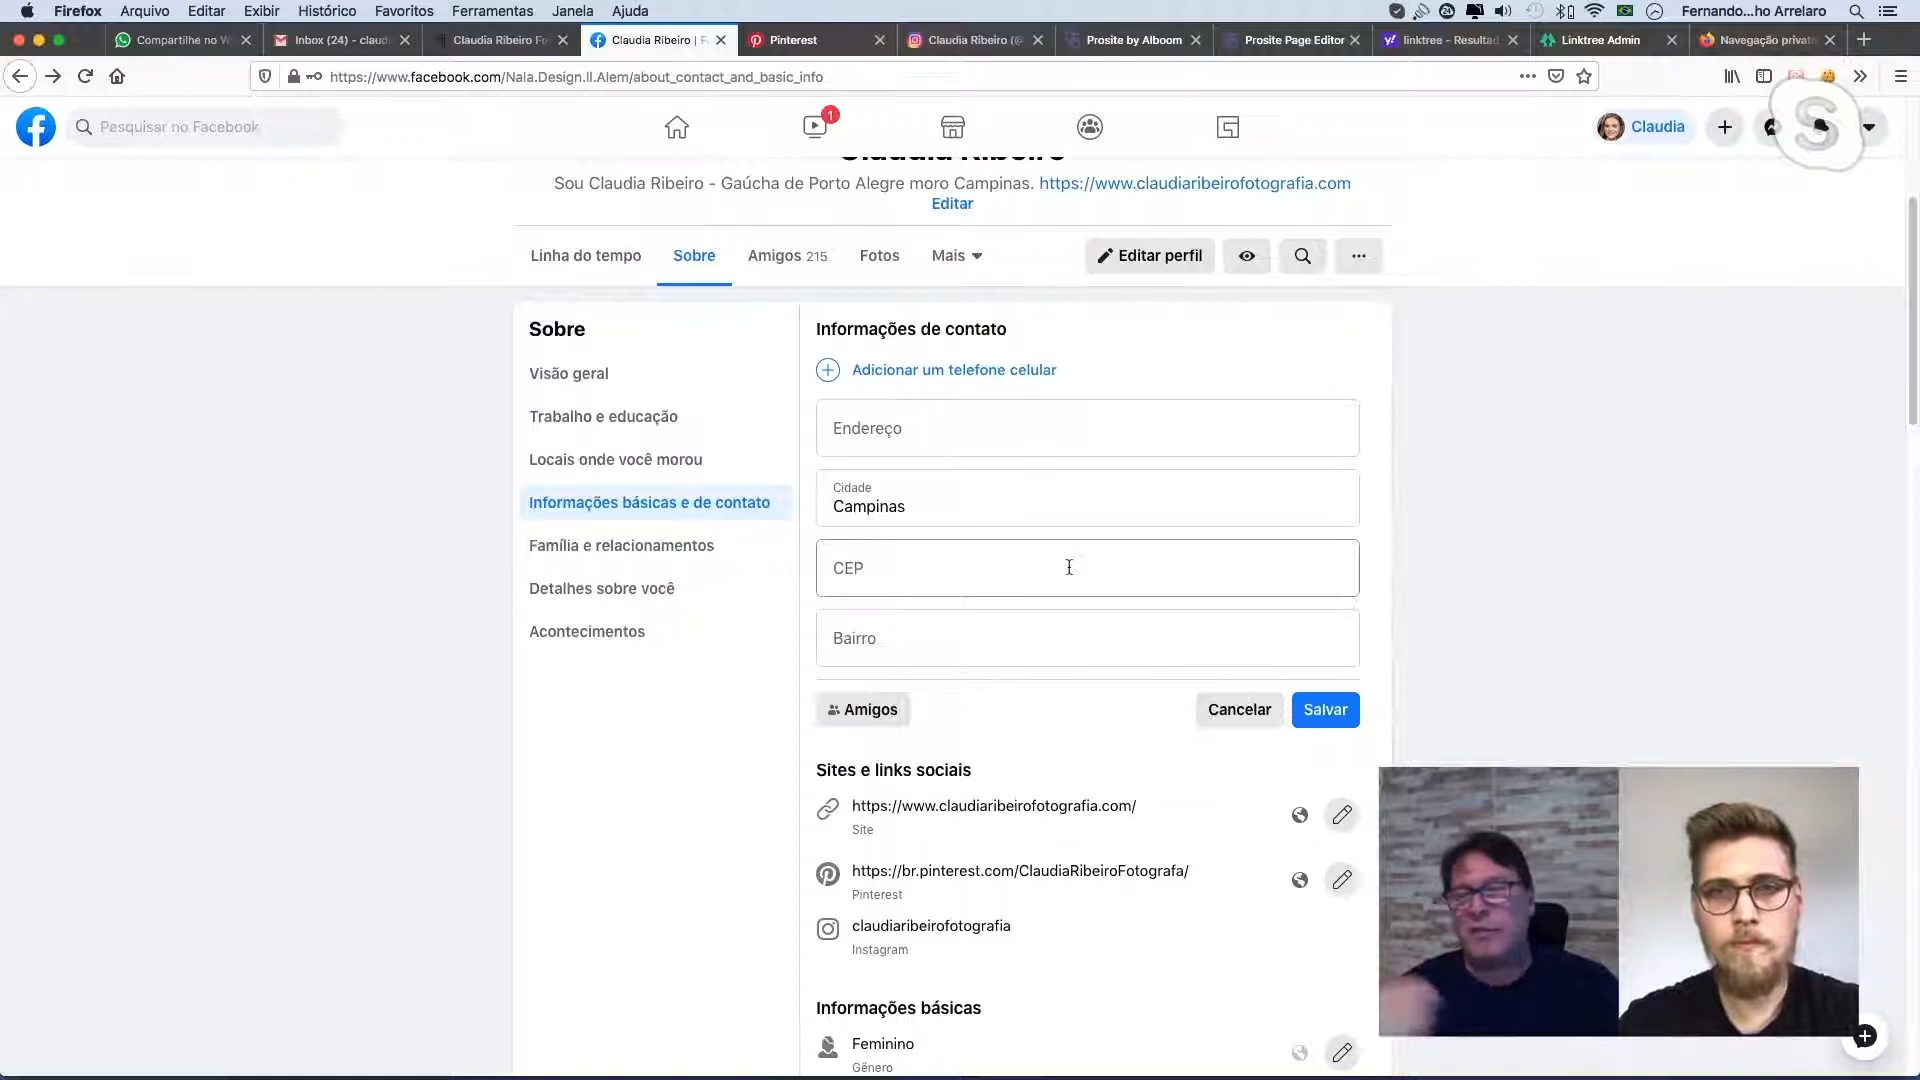 Firefox Arquivo Editar Exibir Histórico Favoritos Ferramentas Janela Ajuda Fernando...ho Arrelaro
Compartilhe no W Inbox (24) - claud Claudia Ribeiro Fo Claudia Ribeiro | F Pinterest Claudia Ribeiro (@ Prosite by Alboom Prosite Page Editor linktree - Resultad Linktree Admin Navegação privat
https://www.facebook.com/Nala.Design.II.Alem/about_contact_and_basic_info
Pesquisar no Facebook
1
Claudia
Claudia Ribeiro
Sou Claudia Ribeiro - Gaúcha de Porto Alegre moro Campinas. https://www.claudiaribeirofotografia.com
Editar
Linha do tempo Sobre Amigos 215 Fotos Mais Editar perfil
Sobre
Visão geral
Trabalho e educação
Locais onde você morou
Informações básicas e de contato
Família e relacionamentos
Detalhes sobre você
Acontecimentos
Informações de contato
Adicionar um telefone celular
Endereço
Cidade
Campinas
CEP
Bairro
Amigos Cancelar Salvar
Sites e links sociais
https://www.claudiaribeirofotografia.com/
Site
https://br.pinterest.com/ClaudiaRibeiroFotografa/
Pinterest
claudiaribeirofotografia
Instagram
Informações básicas
Feminino
Gênero